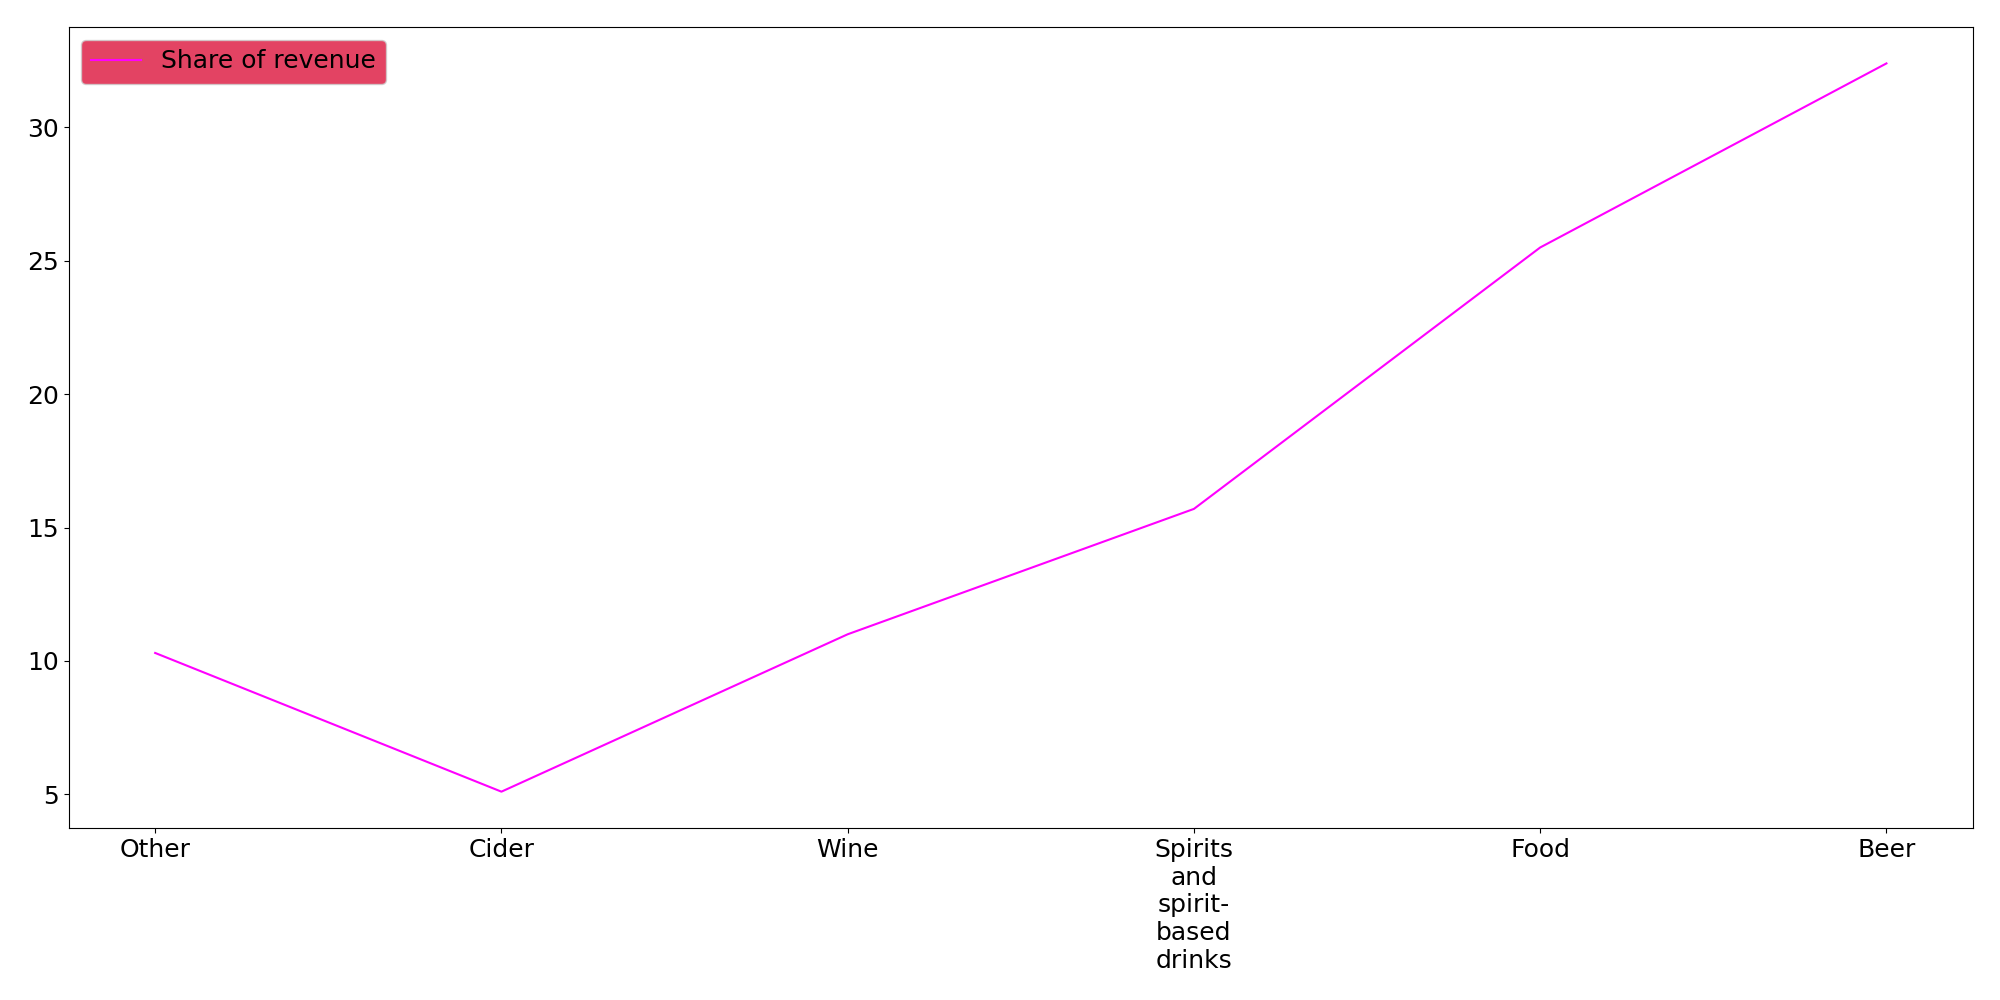 Share of revenue
30
25
20
15
10
5
Other
Cider
Wine
Spirits
and
spirit-
based
drinks
Food
Beer